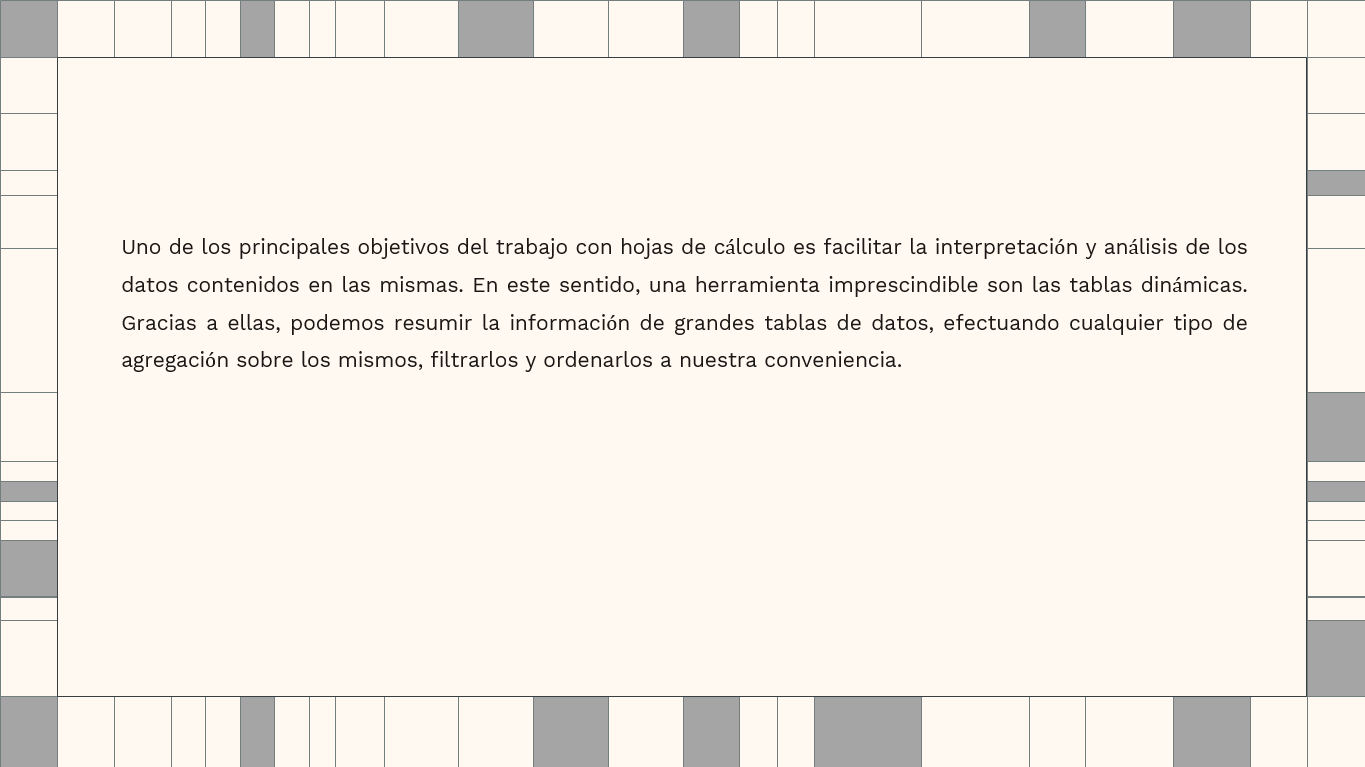 Uno de los principales objetivos del trabajo con hojas de cálculo es facilitar la interpretación y análisis de los
datos contenidos en las mismas. En este sentido, una herramienta imprescindible son las tablas dinámicas.
Gracias a ellas, podemos resumir la información de grandes tablas de datos, efectuando cualquier tipo de
agregación sobre los mismos, filtrarlos y ordenarlos a nuestra conveniencia.